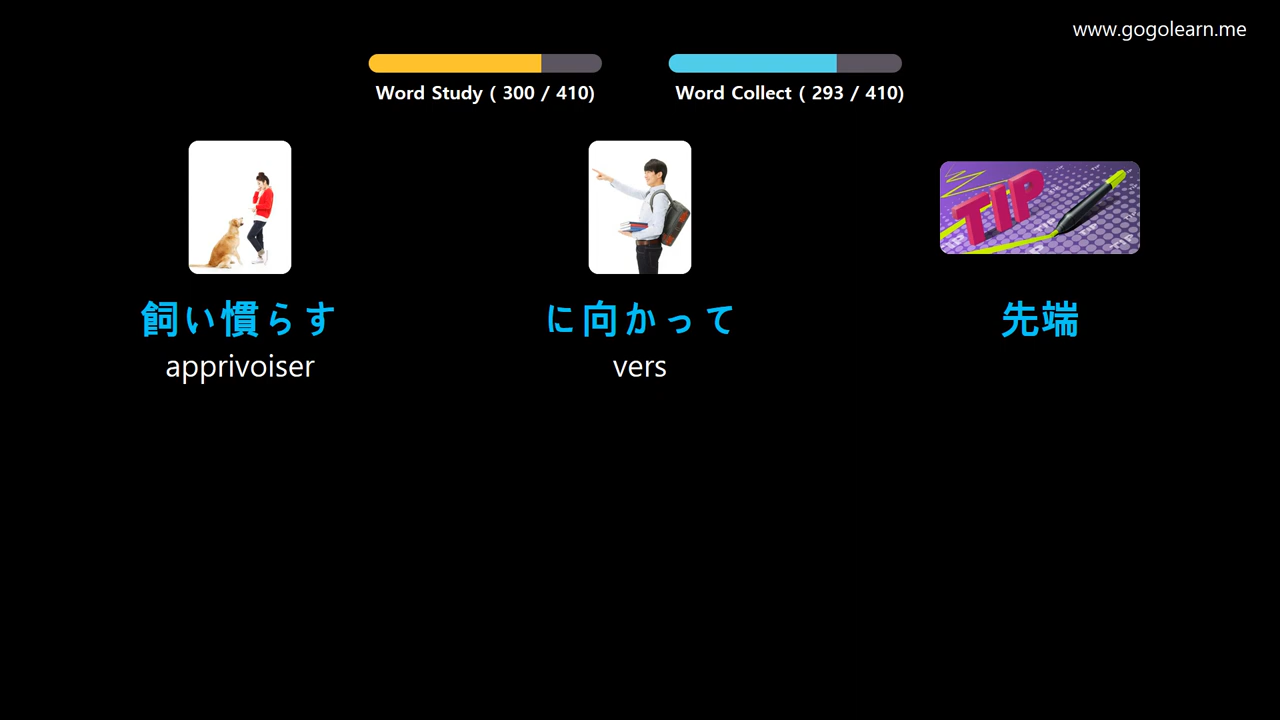 www.gogolearn.me
Word Study ( 300 / 410)
Word Collect ( 293 / 410)
TIP
飼い慣らす
に向かって
先端
apprivoiser
vers